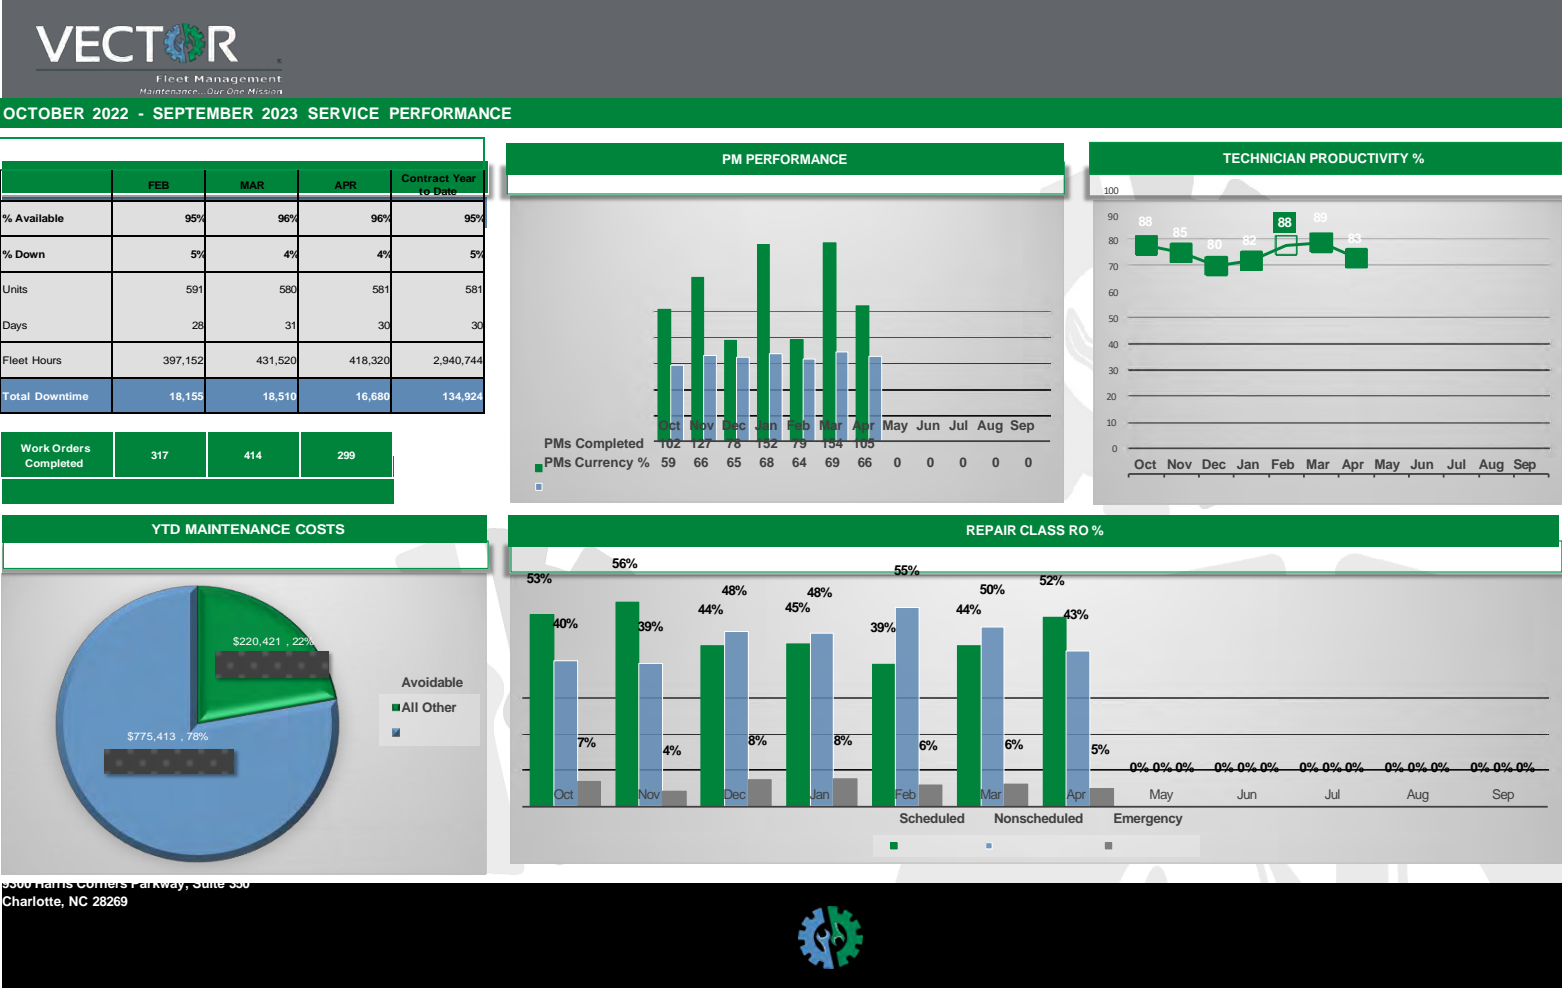 VECTOR
Fleet Management
Maintenance...Our One Mission
OCTOBER 2022 - SEPTEMBER 2023 SERVICE PERFORMANCE
FEB MAR APR Contract Year
to Date
% Available 95% 96% 96% 95%
% Down 5% 4% 4% 5%
Units 591 580 581 581
Days 28 31 30 30
Fleet Hours 397,152 431,520 418,320 2,940,744
Total Downtime 18,155 18,510 16,680 134,924
Work Orders
Completed 317 414 299
PM PERFORMANCE
Oct Nov Dec Jan Feb Mar Apr May Jun Jul Aug Sep
PMs Completed 102 127 78 152 79 154 105
PMs Currency % 59 66 65 68 64 69 66 0 0 0 0 0
TECHNICIAN PRODUCTIVITY %
100
90
80
70
60
50
40
30
20
10
0
88 85 80 82 88 89 83
Oct Nov Dec Jan Feb Mar Apr May Jun Jul Aug Sep
YTD MAINTENANCE COSTS
$220,421 , 22%
$775,413 , 78%
Avoidable
All Other
REPAIR CLASS RO %
53% 40% 7%
56% 39% 4%
44% 48% 8%
45% 48% 8%
39% 55% 6%
44% 50% 6%
52% 43% 5%
0% 0% 0% 0% 0% 0% 0% 0% 0% 0% 0% 0% 0% 0% 0%
Oct Nov Dec Jan Feb Mar Apr May Jun Jul Aug Sep
Scheduled Nonscheduled Emergency
9300 Harris Corners Parkway, Suite 350
Charlotte, NC 28269